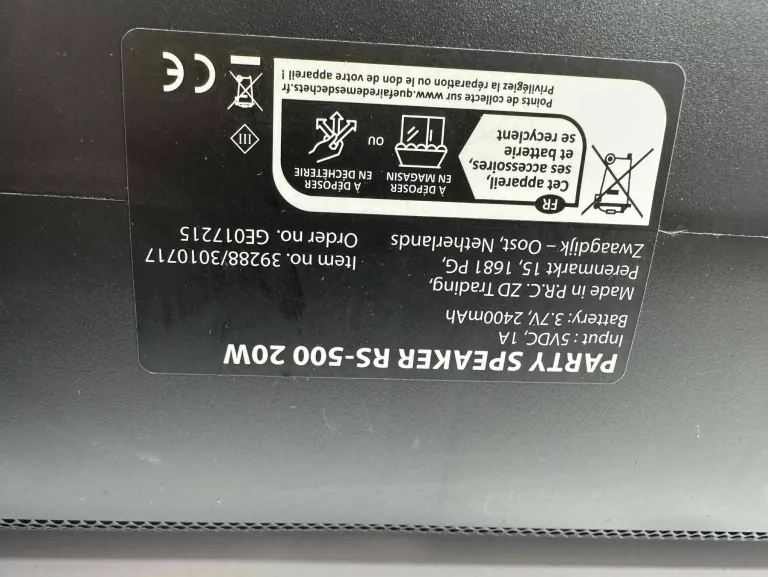 PARTY SPEAKER RS-500 20W
Input : 5VDC, 1A
Battery: 3.7V, 2400mAh
Made in P.R.C. ZD Trading,
Perenmarkt 15, 1681 PG,
Zwaagdijk – Oost, Netherlands
Item no. 39288/3010717
Order no. GE017215
FR
Cet appareil,
ses accessoires,
et batterie
se recyclent
À DÉPOSER
EN MAGASIN
OU
À DÉPOSER
EN DÉCHÈTERIE
Points de collecte sur www.quefairedemesdechets.fr
Privilégiez la réparation ou le don de votre appareil !
III
CE